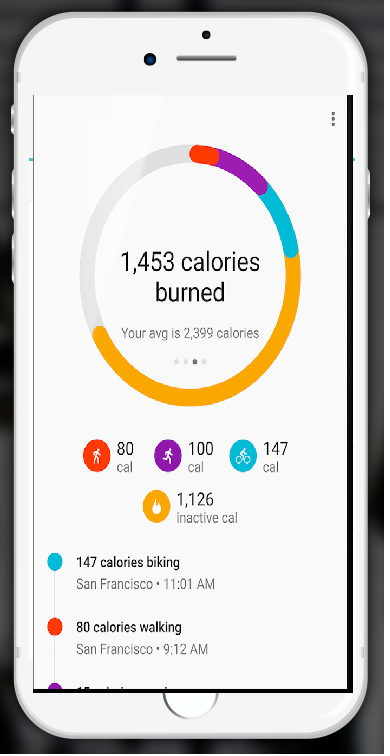 1,453 calories
burned
Your avg is 2,399 calories
80
cal
100
cal
147
cal
1,126
inactive cal
147 calories biking
San Francisco • 11:01 AM
80 calories walking
San Francisco • 9:12 AM